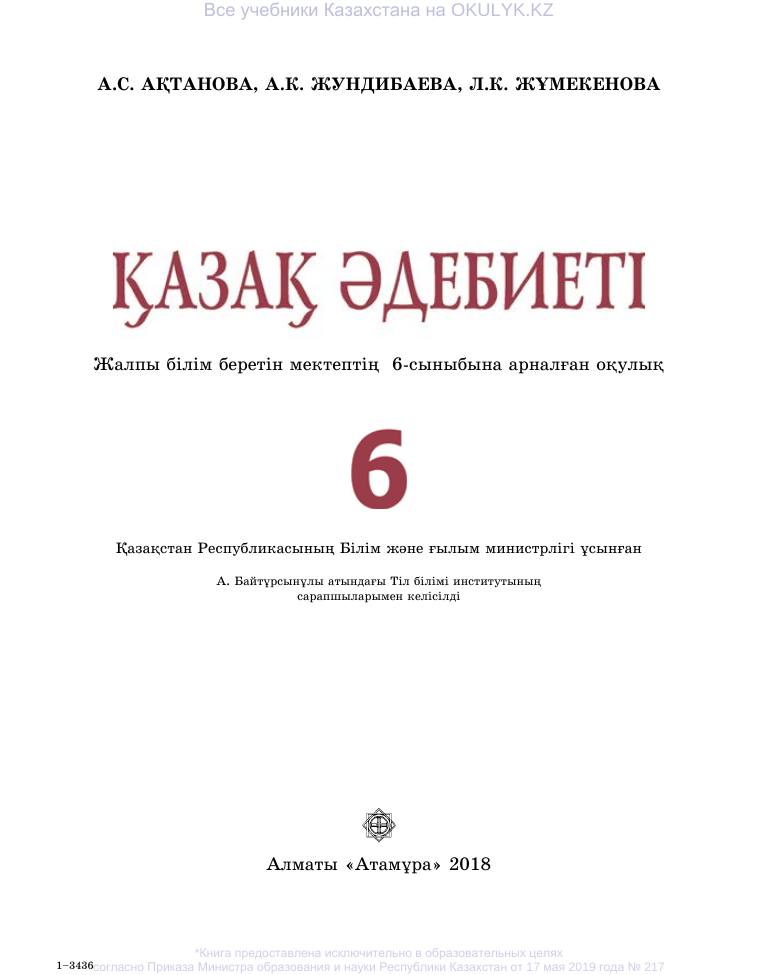 Все учебники Казахстана на OKULYK.KZ
А.С. АҚТАНОВА, А.К. ЖУНДИБАЕВА, Л.К. ЖҮМЕКЕНОВА
ҚАЗАҚ ӘДЕБИЕТІ
Жалпы білім беретін мектептің 6-сыныбына арналған оқулық
6
Қазақстан Республикасының Білім және ғылым министрлігі ұсынған
А. Байтұрсынұлы атындағы Тіл білімі институтының
сарапшыларымен келісілді
Алматы «Атамұра» 2018
*Книга предоставлена исключительно в образовательных целях
1–3436
согласно Приказа Министра образования и науки Республики Казахстан от 17 мая 2019 года № 217